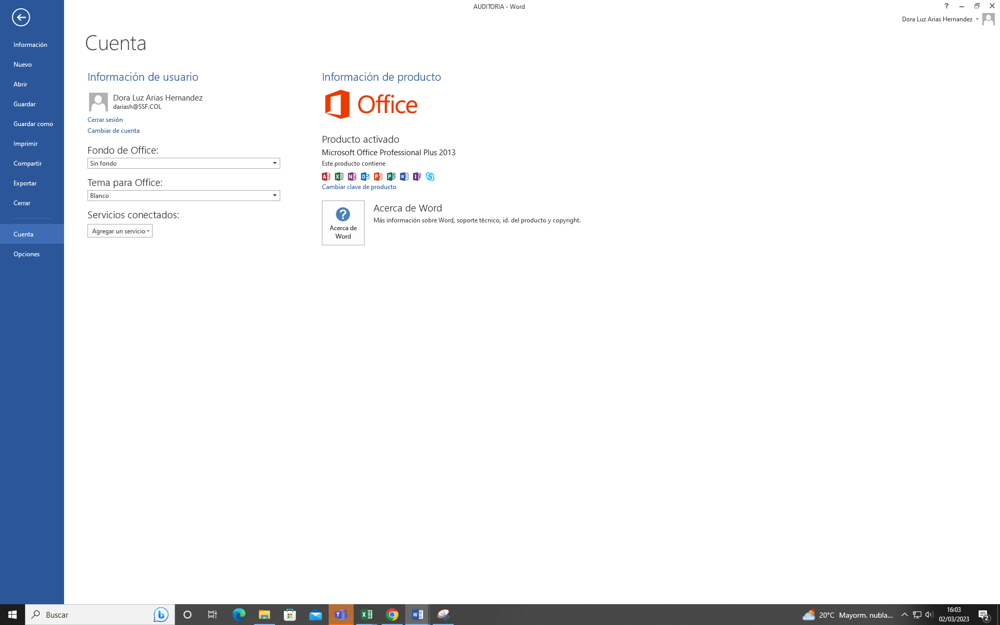 AUDITORIA - Word
?
Dora Luz Arias Hernandez
Información
Nuevo
Abrir
Guardar
Guardar como
Imprimir
Compartir
Exportar
Cerrar
Cuenta
Opciones
Cuenta
Información de usuario
Dora Luz Arias Hernandez
dariash@SSF.COL
Cerrar sesión
Cambiar de cuenta
Fondo de Office:
Sin fondo
Tema para Office:
Blanco
Servicios conectados:
Agregar un servicio
Información de producto
Office
Producto activado
Microsoft Office Professional Plus 2013
Este producto contiene
Cambiar clave de producto
?
Acerca de
Word
Acerca de Word
Más información sobre Word, soporte técnico, id. del producto y copyright.
Buscar
20°C Mayorm. nubla...
16:03
02/03/2023
2